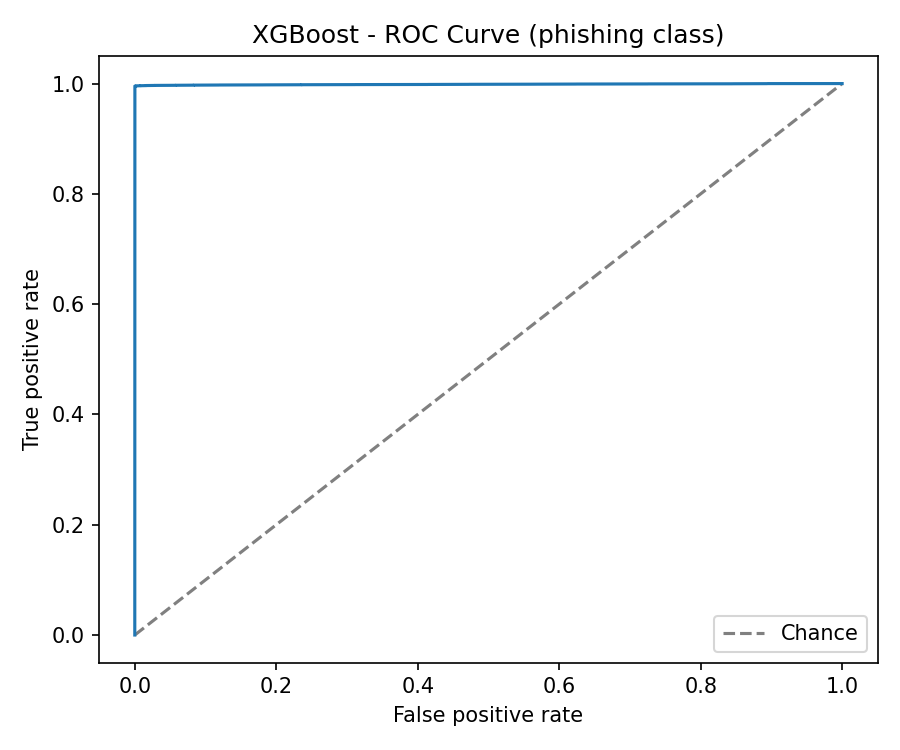 XGBoost - ROC Curve (phishing class)
True positive rate
1.0
0.8
0.6
0.4
0.2
0.0
Chance
0.0 0.2 0.4 0.6 0.8 1.0
False positive rate